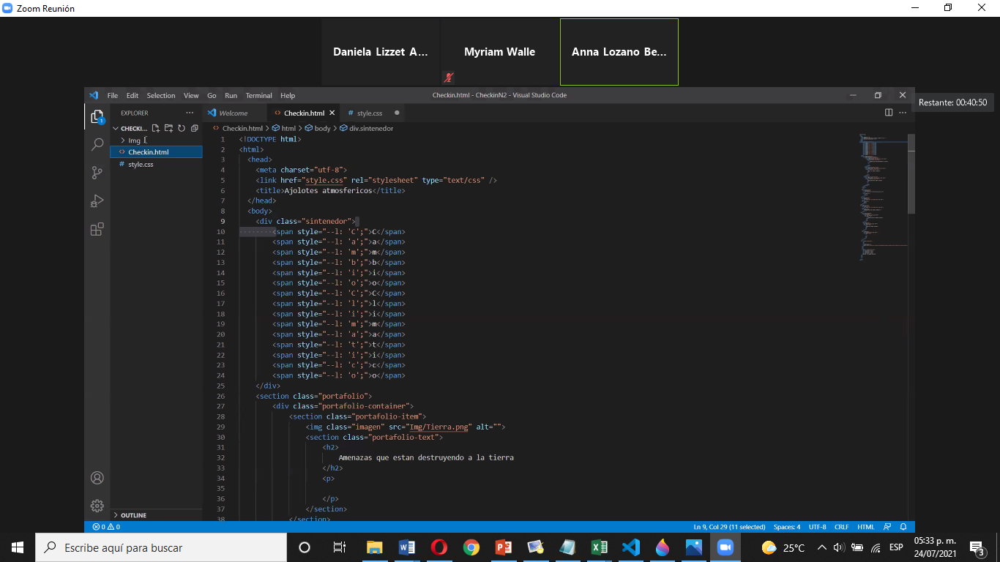 Zoom Reunión
Daniela Lizzet A...
Myriam Walle
Anna Lozano Be...
File Edit Selection View Go Run Terminal Help
Checkin.html - CheckinN2 - Visual Studio Code
Restante: 00:40:50
EXPLORER
Welcome
Checkin.html
# style.css
CHECKI...
Checkin.html > html > body > div.sintenedor
Img
Checkin.html
# style.css
1 <!DOCTYPE html>
2 <html>
3 <head>
4 <meta charset="utf-8">
5 <link href="style.css" rel="stylesheet" type="text/css" />
6 <title>Ajolotes atmosfericos</title>
7 </head>
8 <body>
9 <div class="sintenedor">
10 <span style="--l: 'C';">C</span>
11 <span style="--l: 'a';">a</span>
12 <span style="--l: 'm';">m</span>
13 <span style="--l: 'b';">b</span>
14 <span style="--l: 'i';">i</span>
15 <span style="--l: 'o';">o</span>
16 <span style="--l: 'C';">C</span>
17 <span style="--l: 'l';">l</span>
18 <span style="--l: 'i';">i</span>
19 <span style="--l: 'm';">m</span>
20 <span style="--l: 'a';">a</span>
21 <span style="--l: 't';">t</span>
22 <span style="--l: 'i';">i</span>
23 <span style="--l: 'c';">c</span>
24 <span style="--l: 'o';">o</span>
25 </div>
26 <section class="portafolio">
27 <div class="portafolio-container">
28 <section class="portafolio-item">
29 <img class="imagen" src="Img/Tierra.png" alt="">
30 <section class="portafolio-text">
31 <h2>
32 Amenazas que estan destruyendo a la tierra
33 </h2>
34 <p>
35
36 </p>
37 </section>
38 </section>
OUTLINE
0 0
Ln 9, Col 29 (11 selected) Spaces: 4 UTF-8 CRLF HTML
Escribe aquí para buscar
25°C
ESP
05:33 p. m.
24/07/2021
3